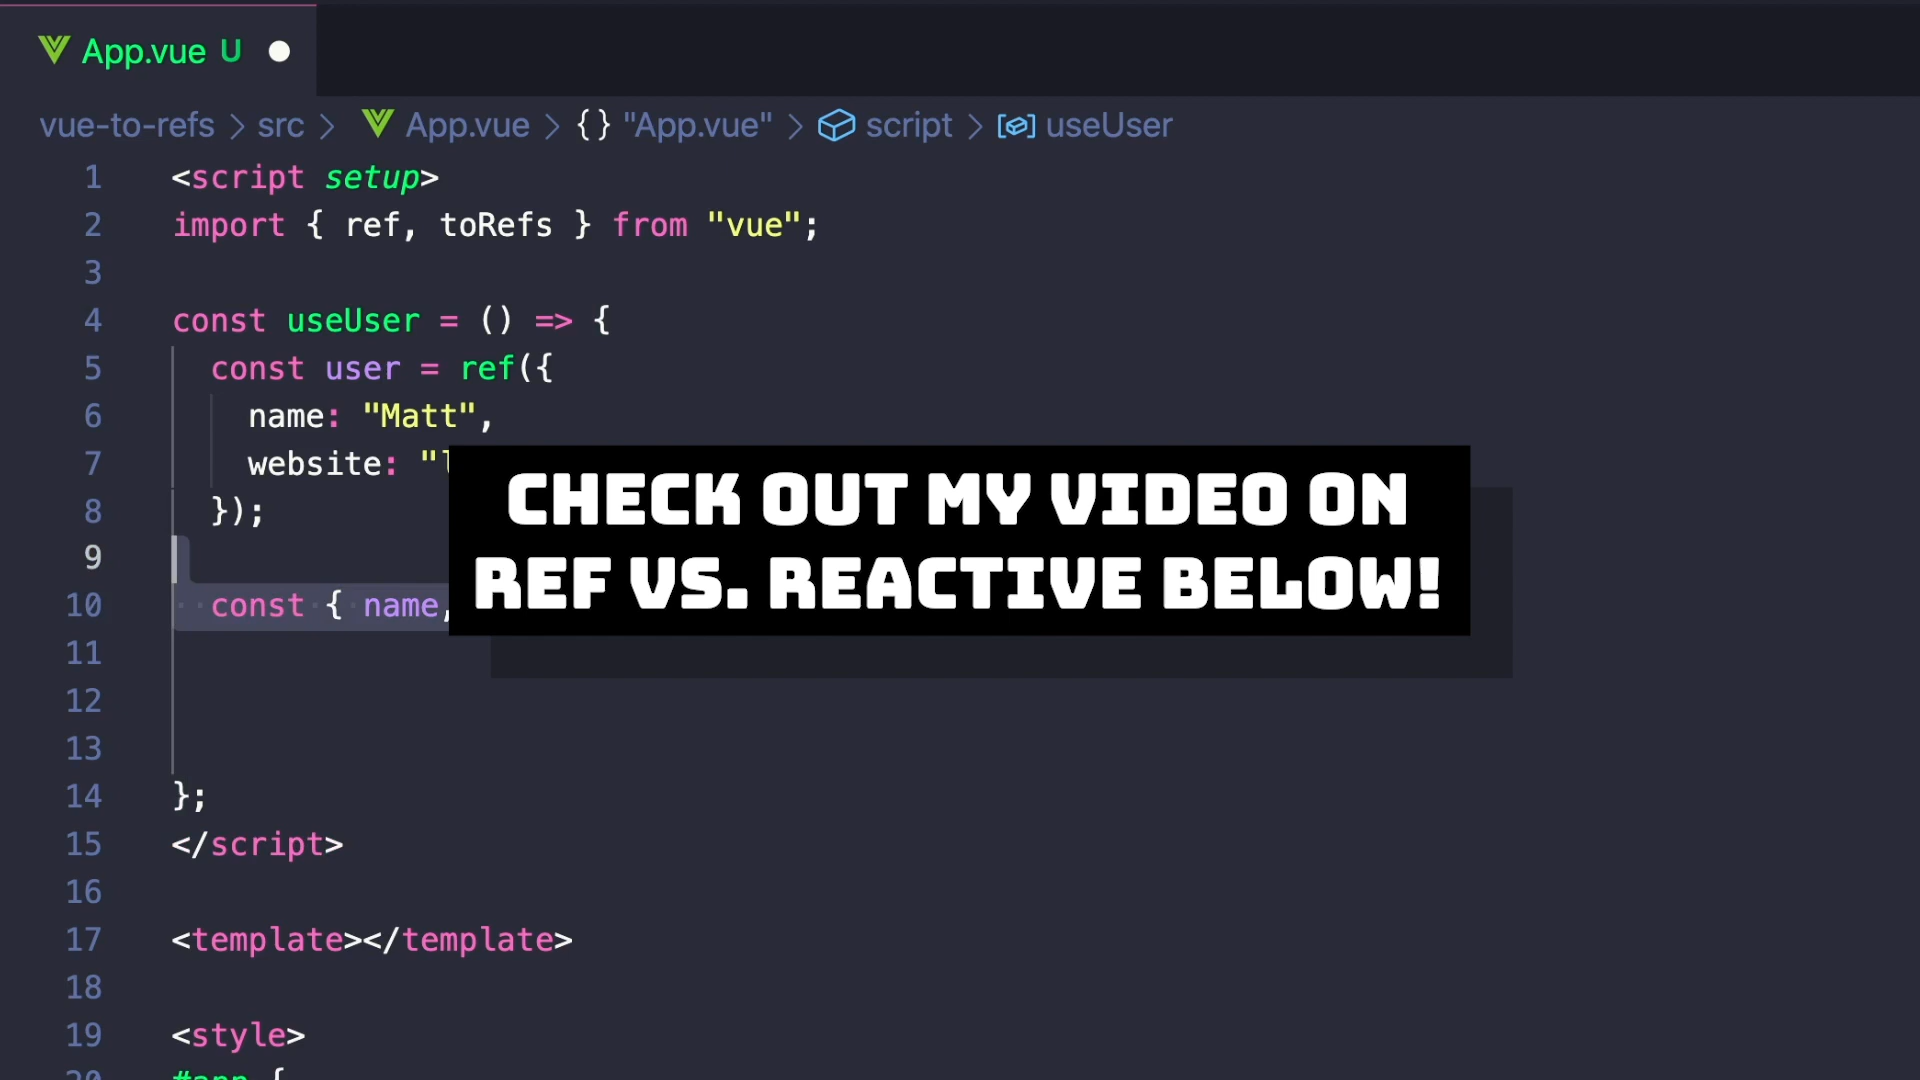 App.vue U
vue-to-refs > src > App.vue > {} "App.vue" > script > useUser
1 <script setup>
2 import { ref, toRefs } from "vue";
3
4 const useUser = () => {
5 const user = ref({
6 name: "Matt",
7 website: "
8 });
9
10 const { name,
11
12
13
14 };
15 </script>
16
17 <template></template>
18
19 <style>
20 #app {
CHECK OUT MY VIDEO ON
REF VS. REACTIVE BELOW!